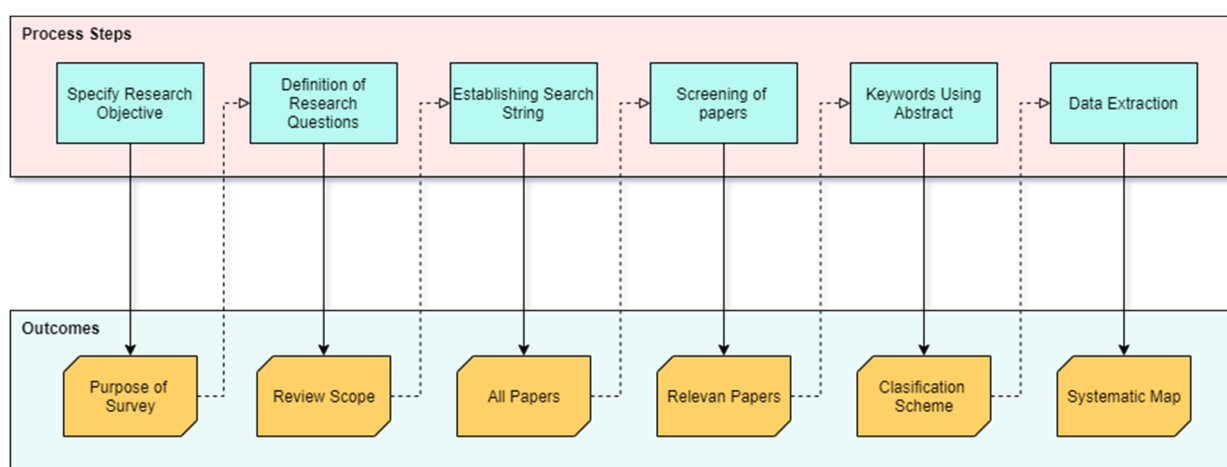 Process Steps
Specify Research
Objective
Definition of
Research
Questions
Establishing Search
String
Screening of
papers
Keywords Using
Abstract
Data Extraction
Outcomes
Purpose of
Survey
Review Scope
All Papers
Relevan Papers
Clasification
Scheme
Systematic Map